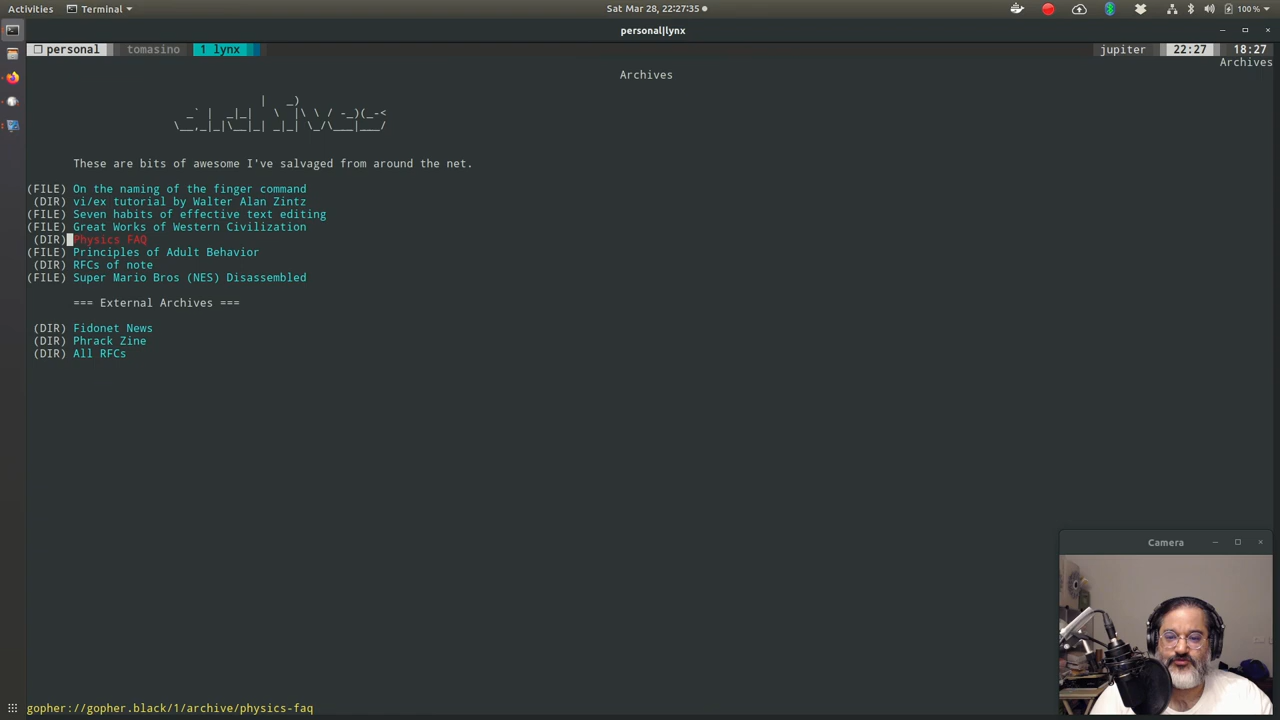 Activities Terminal Sat Mar 28, 22:27:35 100%
personal|lynx
personal tomasino 1 lynx jupiter 22:27 18:27
Archives
Archives
These are bits of awesome I've salvaged from around the net.
(FILE) On the naming of the finger command
(DIR) vi/ex tutorial by Walter Alan Zintz
(FILE) Seven habits of effective text editing
(FILE) Great Works of Western Civilization
(DIR) Physics FAQ
(FILE) Principles of Adult Behavior
(DIR) RFCs of note
(FILE) Super Mario Bros (NES) Disassembled
=== External Archives ===
(DIR) Fidonet News
(DIR) Phrack Zine
(DIR) All RFCs
Camera
gopher://gopher.black/1/archive/physics-faq